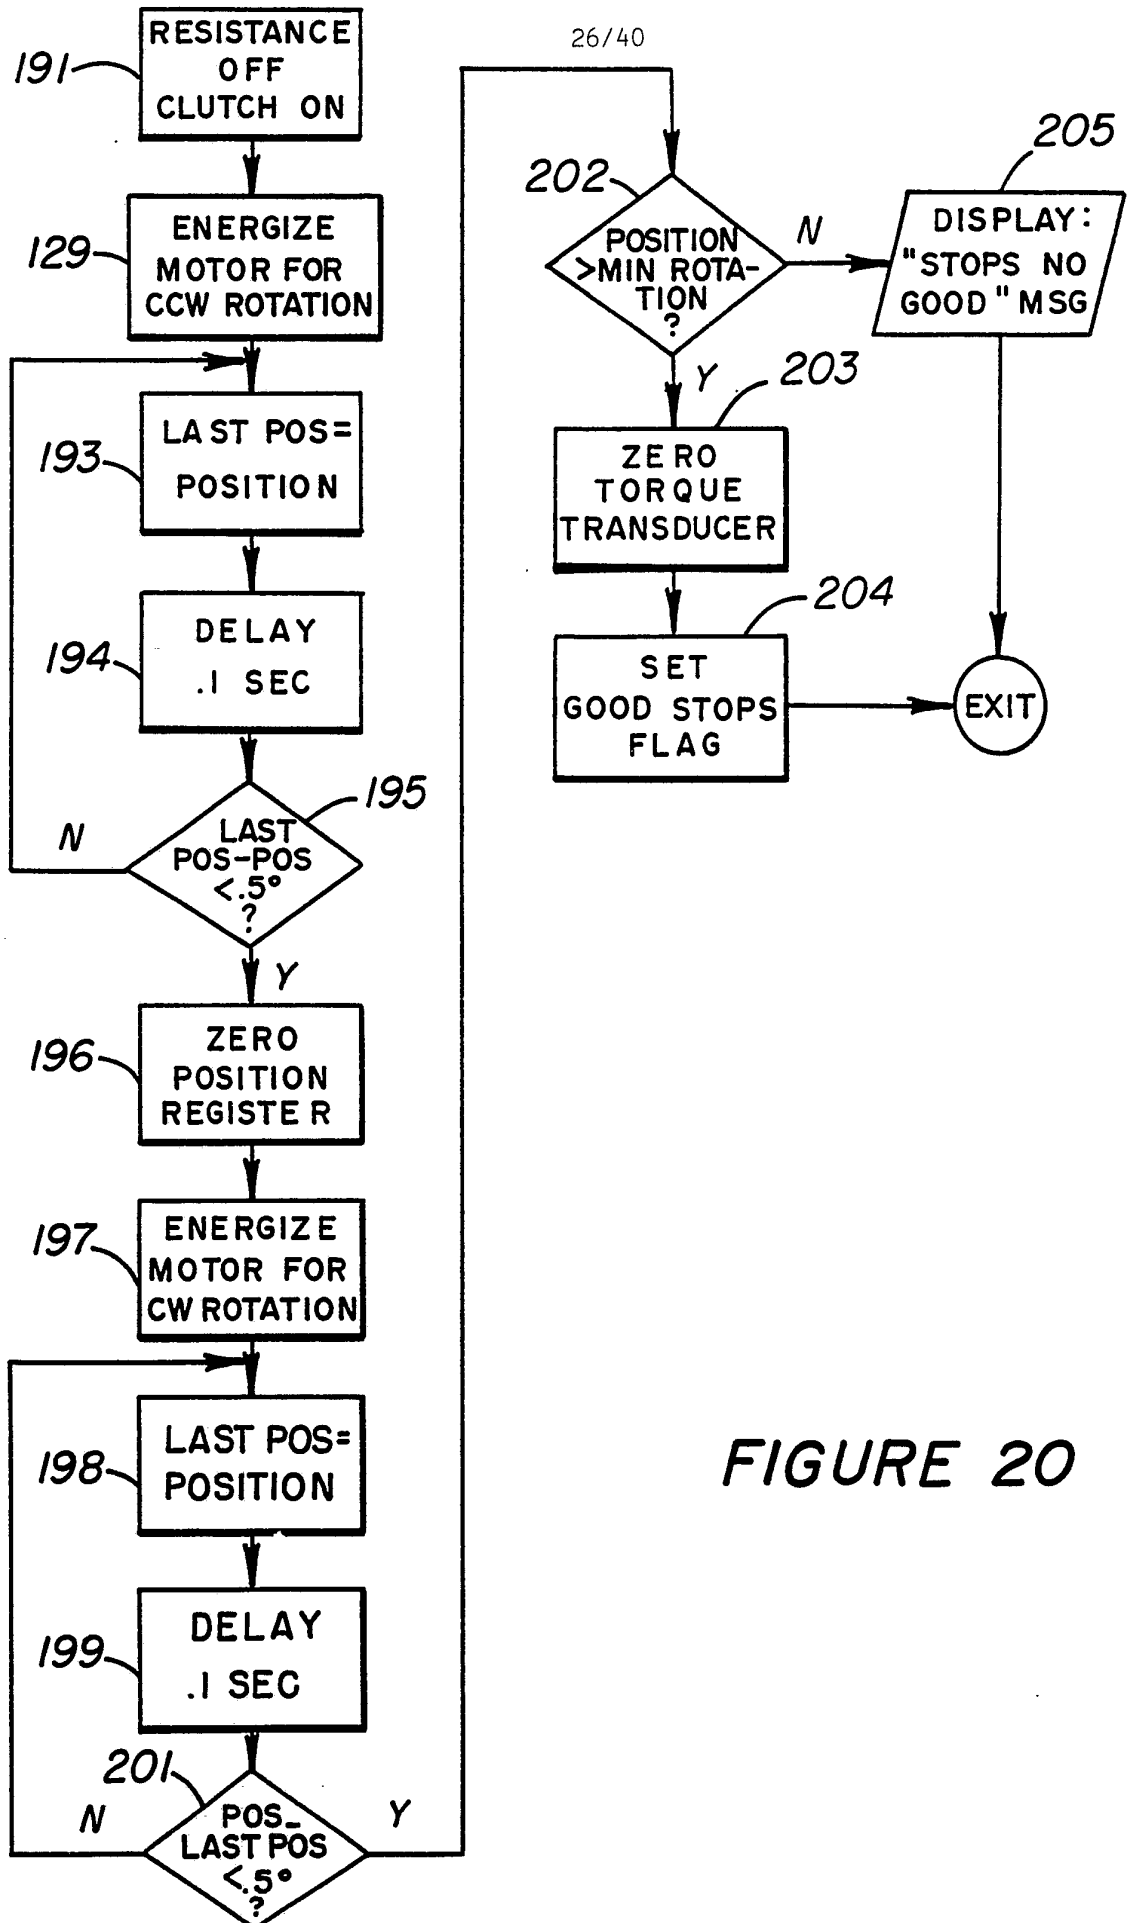 26/40
191
RESISTANCE
OFF
CLUTCH ON
129
ENERGIZE
MOTOR FOR
CCW ROTATION
193
LAST POS=
POSITION
194
DELAY
.1 SEC
195
LAST
POS-POS
<.5°
?
N
Y
196
ZERO
POSITION
REGISTER
197
ENERGIZE
MOTOR FOR
CW ROTATION
198
LAST POS=
POSITION
199
DELAY
.1 SEC
201
POS-
LAST POS
<.5°
?
N
Y
202
POSITION
>MIN ROTA-
TION
?
N
Y
205
DISPLAY:
"STOPS NO
GOOD" MSG
203
ZERO
TORQUE
TRANSDUCER
204
SET
GOOD STOPS
FLAG
EXIT
FIGURE 20